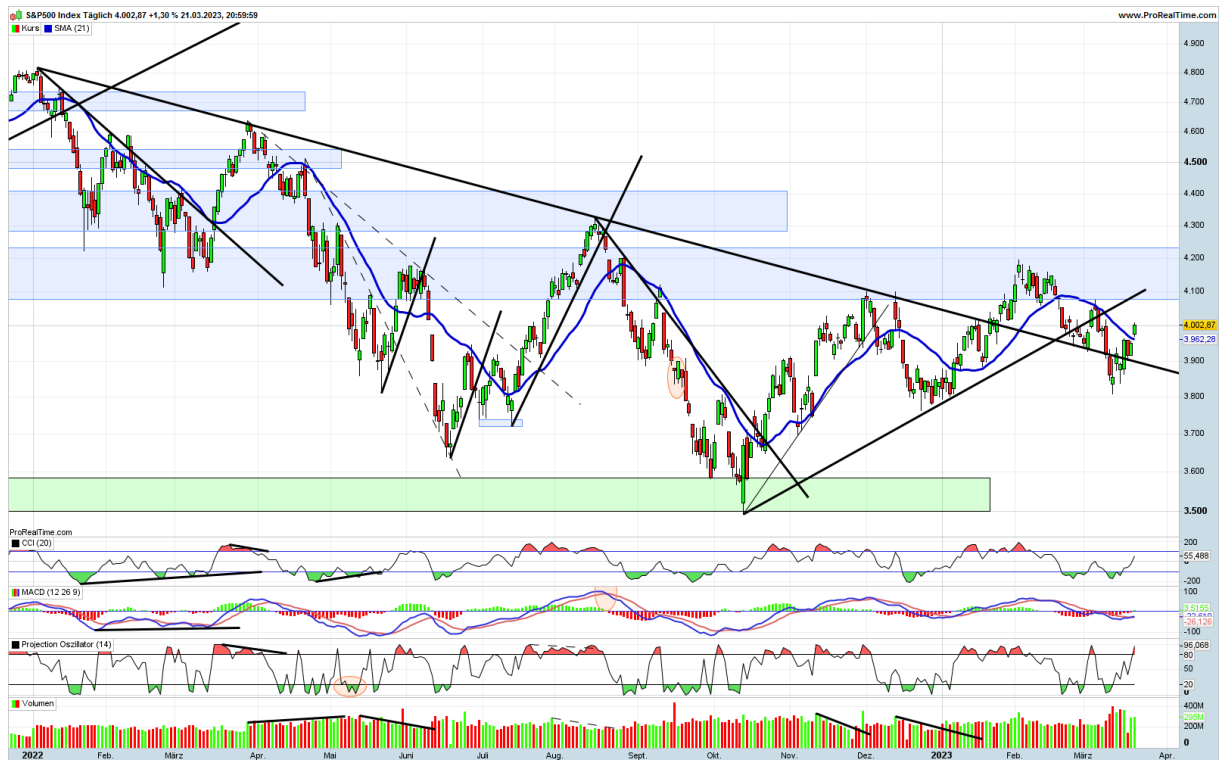 S&P500 Index Täglich 4.002,87 +1,30 % 21.03.2023, 20:59:59
www.ProRealTime.com
Kurs SMA (21)
4.900
4.800
4.700
4.600
4.500
4.400
4.300
4.200
4.100
4.002,87
3.962,28
3.900
3.800
3.700
3.600
3.500
ProRealTime.com
CCI (20)
200
55,488
0
-200
MACD (12 26 9)
100
3,5155
-26,126
-100
Projection Oszillator (14)
96,068
80
50
20
0
Volumen
400M
295M
200M
0
2022 Feb. März Apr. Mai Juni Juli Aug. Sept. Okt. Nov. Dez. 2023 Feb. März Apr.